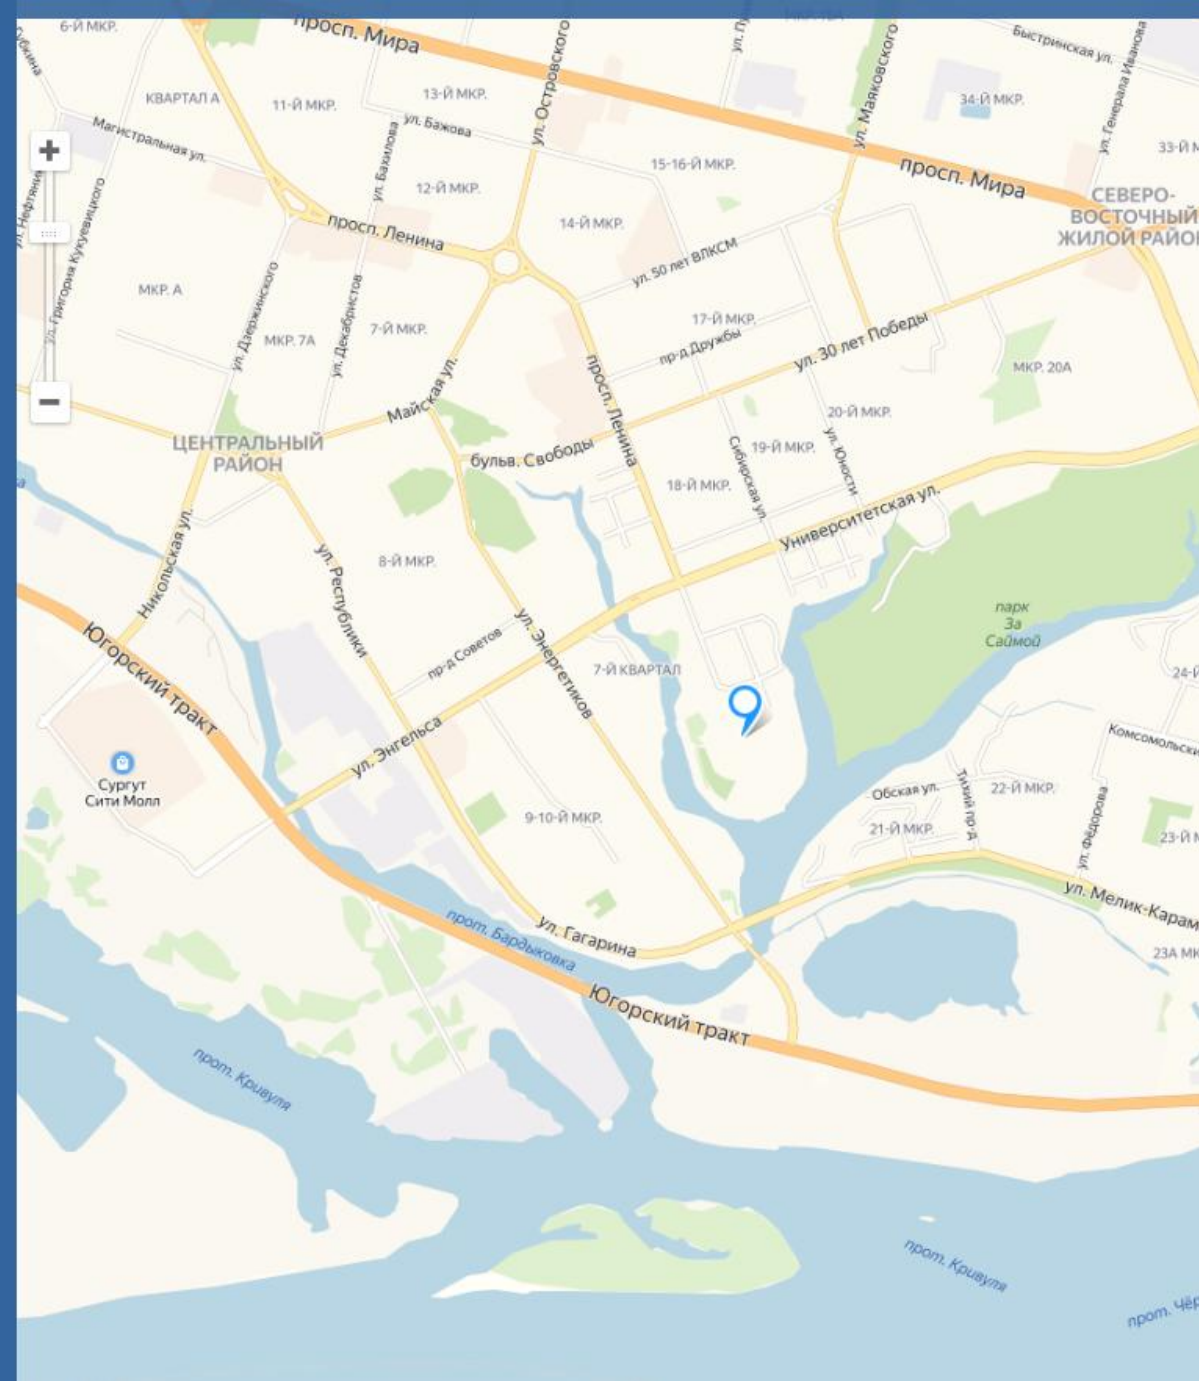 6-Й МКР.
просп. Мира
ул. Островского
ул. Маяковского
Быстринская ул.
ул. Генерала Иванова
КВАРТАЛ А
11-Й МКР.
13-Й МКР.
34-Й МКР.
Магистральная ул.
ул. Бахилова
ул. Бажова
15-16-Й МКР.
просп. Мира
12-Й МКР.
СЕВЕРО-
ВОСТОЧНЫЙ
ул. Григория Кукуевицкого
просп. Ленина
14-Й МКР.
ул. 50 лет ВЛКСМ
МКР. А
ул. Дзержинского
МКР. 7А
ул. Декабристов
7-Й МКР.
17-Й МКР.
пр-д Дружбы
ул. 30 лет Победы
МКР. 20А
Майская ул.
просп. Ленина
20-Й МКР.
ЦЕНТРАЛЬНЫЙ
РАЙОН
бульв. Свободы
Сибирская ул.
19-Й МКР.
ул. Юности
18-Й МКР.
Университетская ул.
Никольская ул.
ул. Республики
8-Й МКР.
парк
За
Саймой
Югорский тракт
пр-д Советов
ул. Энергетиков
7-Й КВАРТАЛ
ул. Энгельса
Сургут
Сити Молл
9-10-Й МКР.
Обская ул.
Тихий пр-д
22-Й МКР.
21-Й МКР.
ул. Фёдорова
ул. Мелик-Карам
прот. Бардыковка
ул. Гагарина
23А МК
Югорский тракт
прот. Кривуля
прот. Кривуля
прот. Чёр